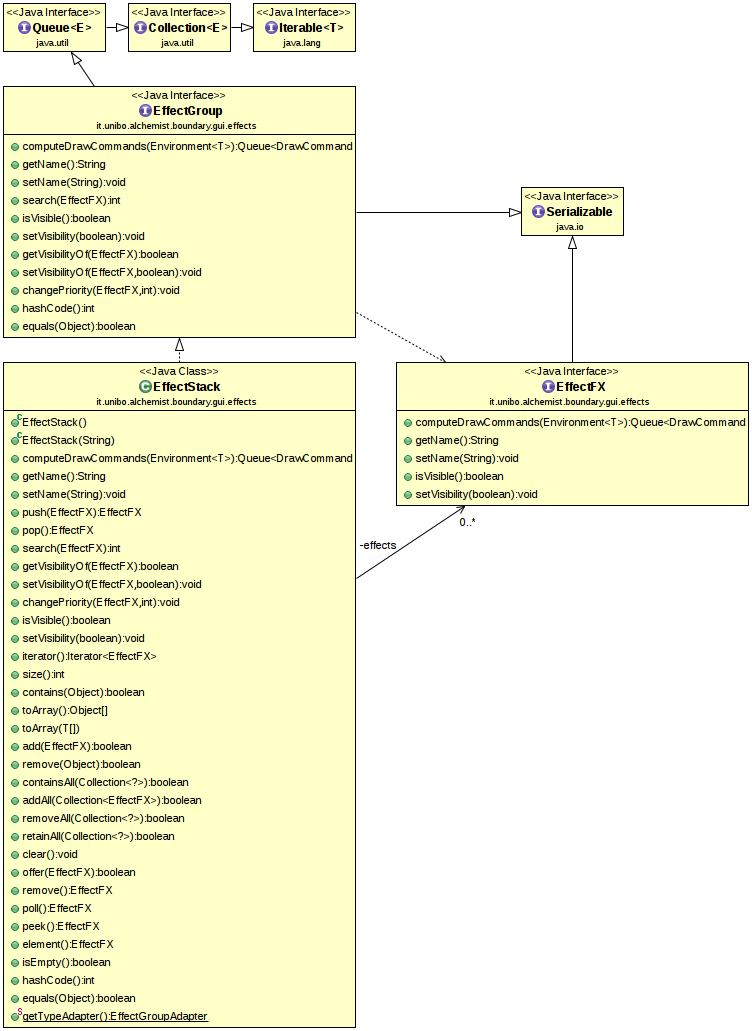 <<Java Interface>>
Queue<E>
java.util
<<Java Interface>>
Collection<E>
java.util
<<Java Interface>>
Iterable<T>
java.lang
<<Java Interface>>
EffectGroup
it.unibo.alchemist.boundary.gui.effects
computeDrawCommands(Environment<T>):Queue<DrawCommand
getName():String
setName(String):void
search(EffectFX):int
isVisible():boolean
setVisibility(boolean):void
getVisibilityOf(EffectFX):boolean
setVisibilityOf(EffectFX,boolean):void
changePriority(EffectFX,int):void
hashCode():int
equals(Object):boolean
<<Java Interface>>
Serializable
java.io
<<Java Class>>
EffectStack
it.unibo.alchemist.boundary.gui.effects
EffectStack()
EffectStack(String)
computeDrawCommands(Environment<T>):Queue<DrawCommand
getName():String
setName(String):void
push(EffectFX):EffectFX
pop():EffectFX
search(EffectFX):int
getVisibilityOf(EffectFX):boolean
setVisibilityOf(EffectFX,boolean):void
changePriority(EffectFX,int):void
isVisible():boolean
setVisibility(boolean):void
iterator():Iterator<EffectFX>
size():int
contains(Object):boolean
toArray():Object[]
toArray(T[])
add(EffectFX):boolean
remove(Object):boolean
containsAll(Collection<?>):boolean
addAll(Collection<EffectFX>):boolean
removeAll(Collection<?>):boolean
retainAll(Collection<?>):boolean
clear():void
offer(EffectFX):boolean
remove():EffectFX
poll():EffectFX
peek():EffectFX
element():EffectFX
isEmpty():boolean
hashCode():int
equals(Object):boolean
getTypeAdapter():EffectGroupAdapter
<<Java Interface>>
EffectFX
it.unibo.alchemist.boundary.gui.effects
computeDrawCommands(Environment<T>):Queue<DrawCommand
getName():String
setName(String):void
isVisible():boolean
setVisibility(boolean):void
-effects
0..*